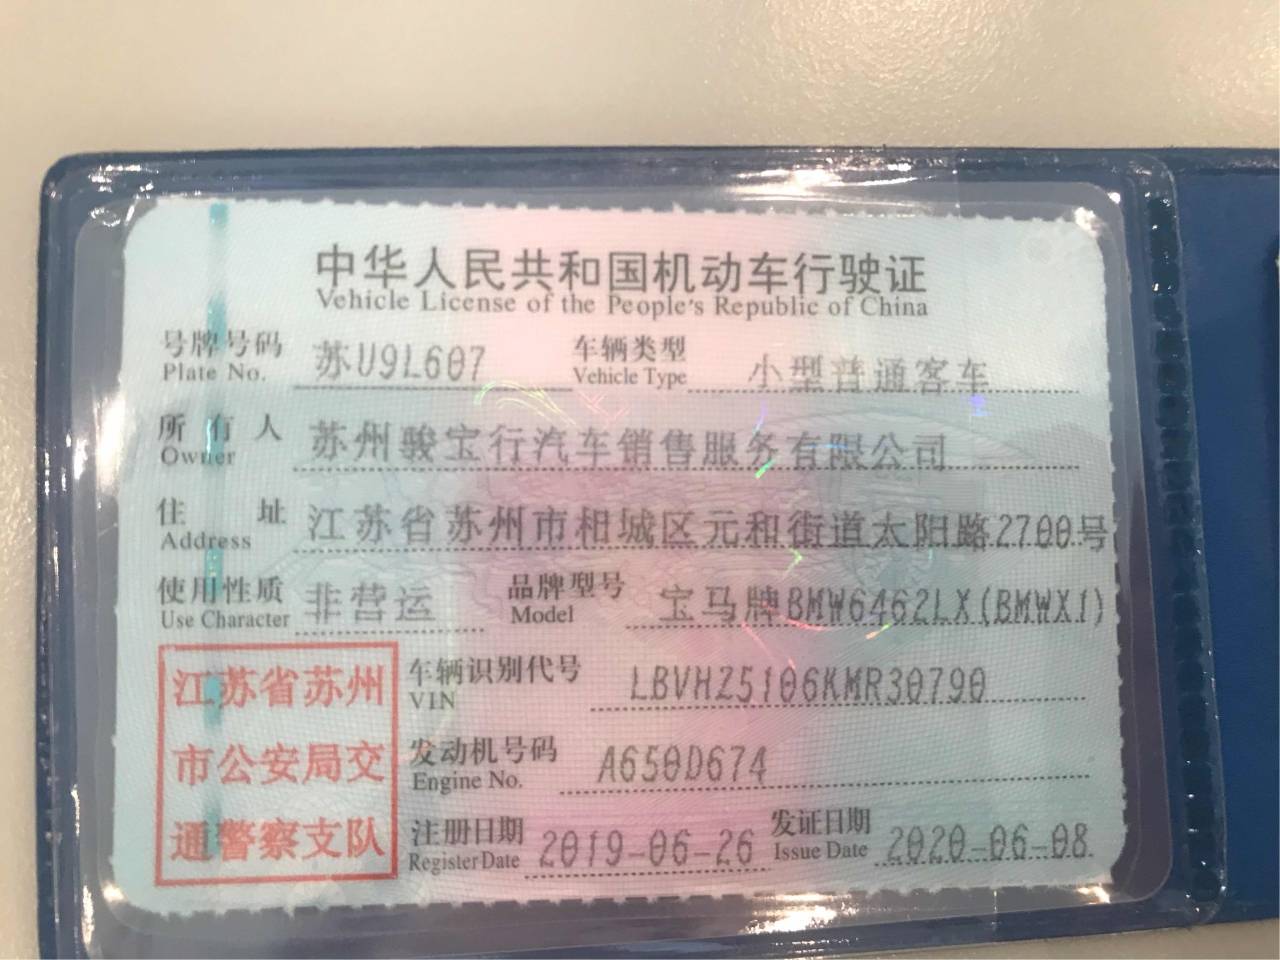 中华人民共和国机动车行驶证
Vehicle License of the People's Republic of China
号牌号码 苏U9L607 车辆类型 小型普通客车
Plate No. Vehicle Type
所有人 苏州骏宝行汽车销售服务有限公司
Owner
住址 江苏省苏州市相城区元和街道太阳路2700号
Address
使用性质 非营运 品牌型号 宝马牌BMW6462LX(BMWX1)
Use Character Model
江苏省苏州
市公安局交
通警察支队
车辆识别代号 LBVHZ5106KMR30790
VIN
发动机号码 A650D674
Engine No.
注册日期 2019-06-26 发证日期 2020-06-08
Register Date Issue Date